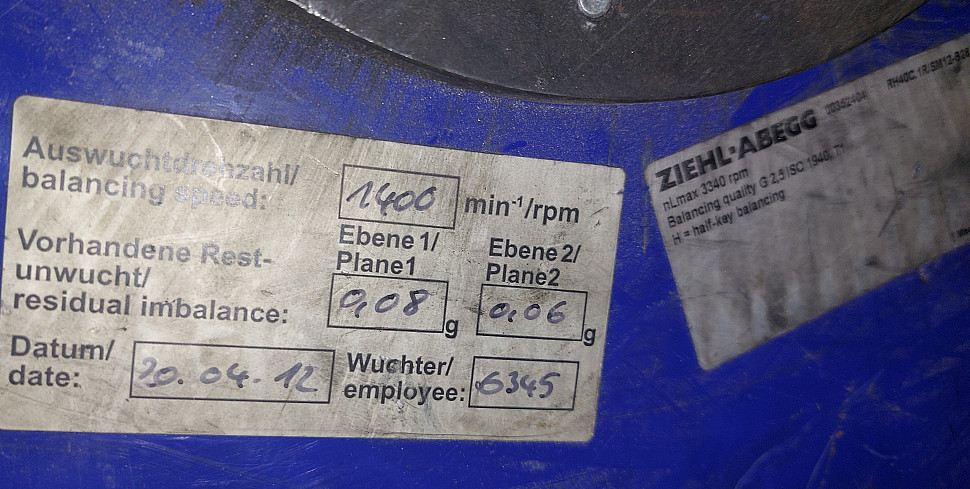 Auswuchtdrehzahl/
balancing speed:
1400
min⁻¹/rpm
Vorhandene Rest-
unwucht/
residual imbalance:
Ebene 1/
Plane1
0,08
g
Ebene 2/
Plane2
0,06
g
Datum/
date:
20.04.12
Wuchter/
employee:
6345
ZIEHL-ABEGG
nLmax 3340 rpm
Balancing quality G 2,5 ISO 1940, T1
H = half-key balancing